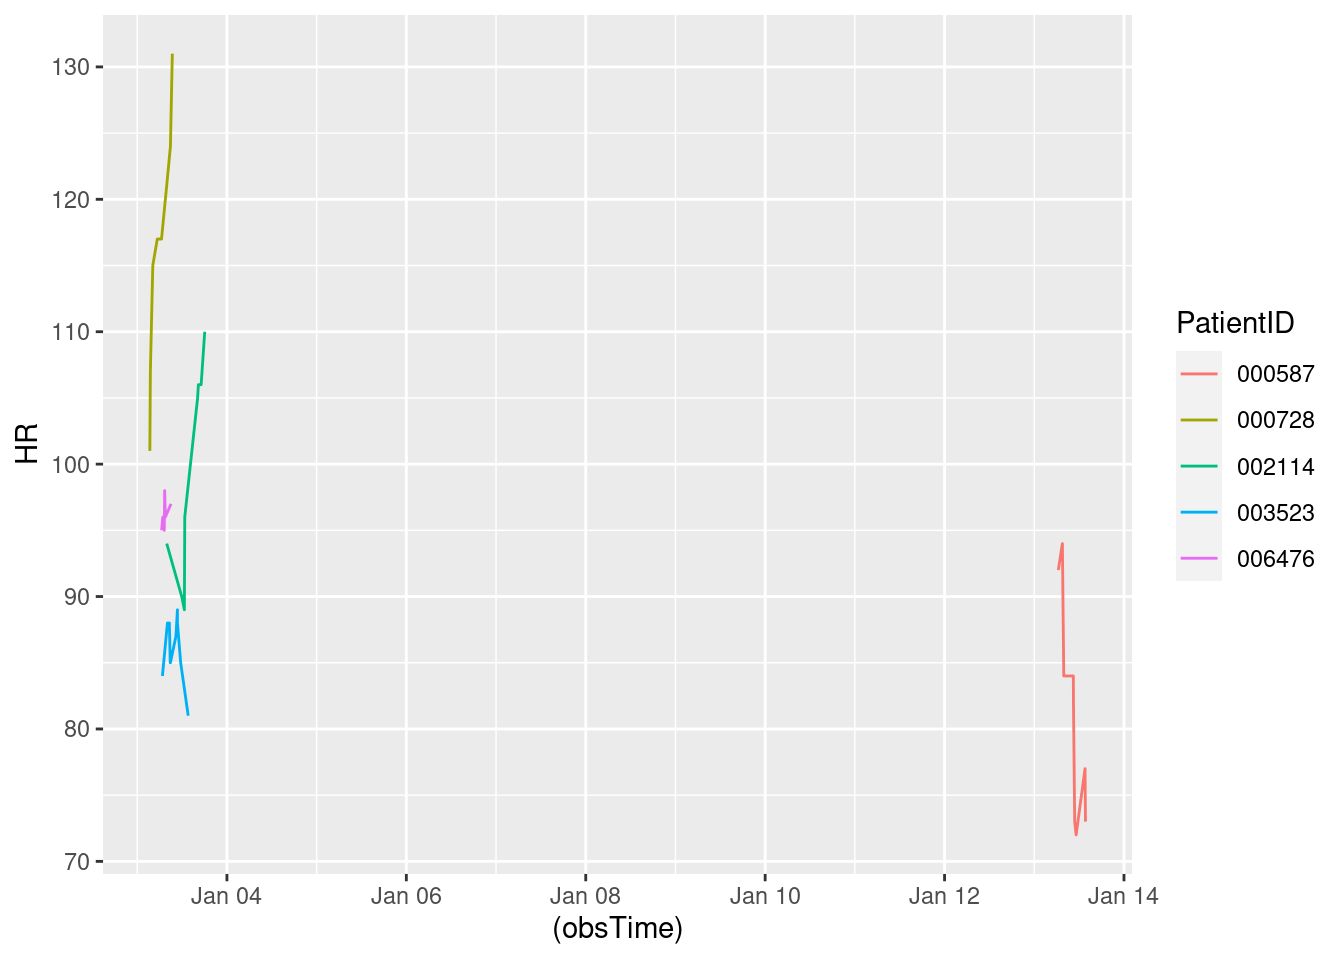 130
120
110
100
90
80
70
HR
Jan 04
Jan 06
Jan 08
Jan 10
Jan 12
Jan 14
(obsTime)
PatientID
000587
000728
002114
003523
006476